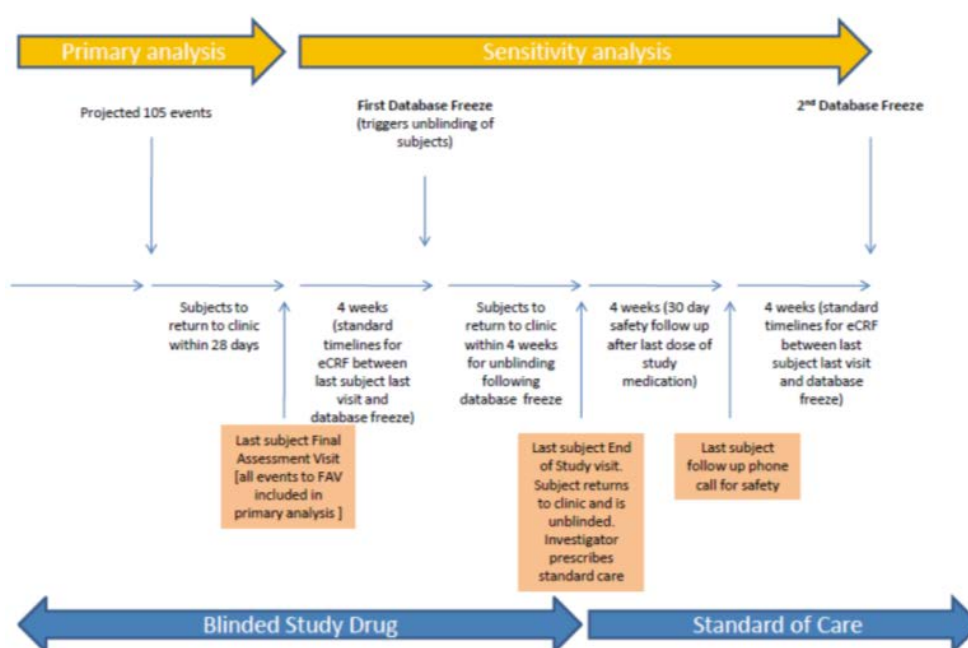 Primary analysis
Sensitivity analysis
Projected 105 events
First Database Freeze
(triggers unblinding of
subjects)
2nd Database Freeze
Subjects to
return to clinic
within 28 days
4 weeks
(standard
timelines for
eCRF between
last subject last
visit and
database freeze)
Subjects to
return to clinic
within 4 weeks
for unblinding
following
database freeze
4 weeks (30 day
safety follow up
after last dose of
study
medication)
4 weeks (standard
timelines for eCRF
between last
subject last visit
and database
freeze)
Last subject Final
Assessment Visit
[all events to FAV
included in
primary analysis ]
Last subject End
of Study visit.
Subject returns
to clinic and is
unblinded.
Investigator
prescribes
standard care
Last subject
follow up phone
call for safety
Blinded Study Drug
Standard of Care